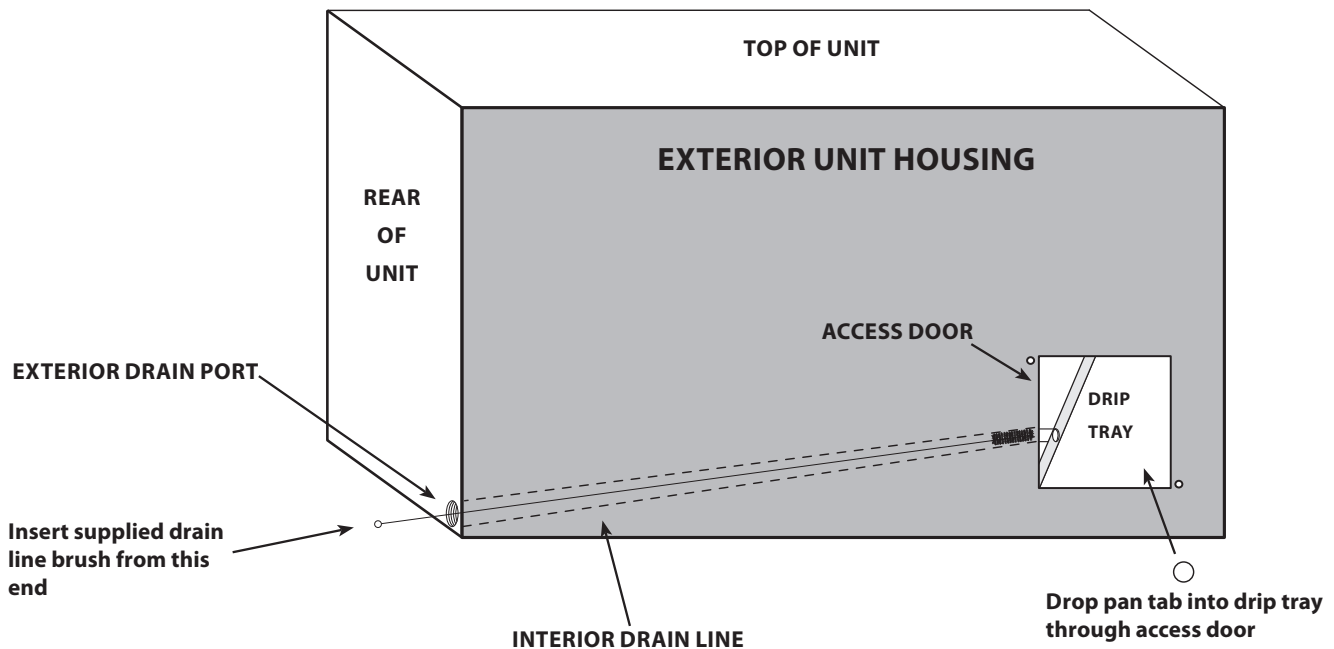 TOP OF UNIT
EXTERIOR UNIT HOUSING
REAR
OF
UNIT
ACCESS DOOR
EXTERIOR DRAIN PORT
DRIP
TRAY
Insert supplied drain
line brush from this
end
Drop pan tab into drip tray
through access door
INTERIOR DRAIN LINE